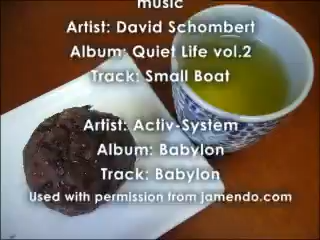 music
Artist: David Schombert
Album: Quiet Life vol.2
Track: Small Boat
Artist: Activ-System
Album: Babylon
Track: Babylon
Used with permission from jamendo.com